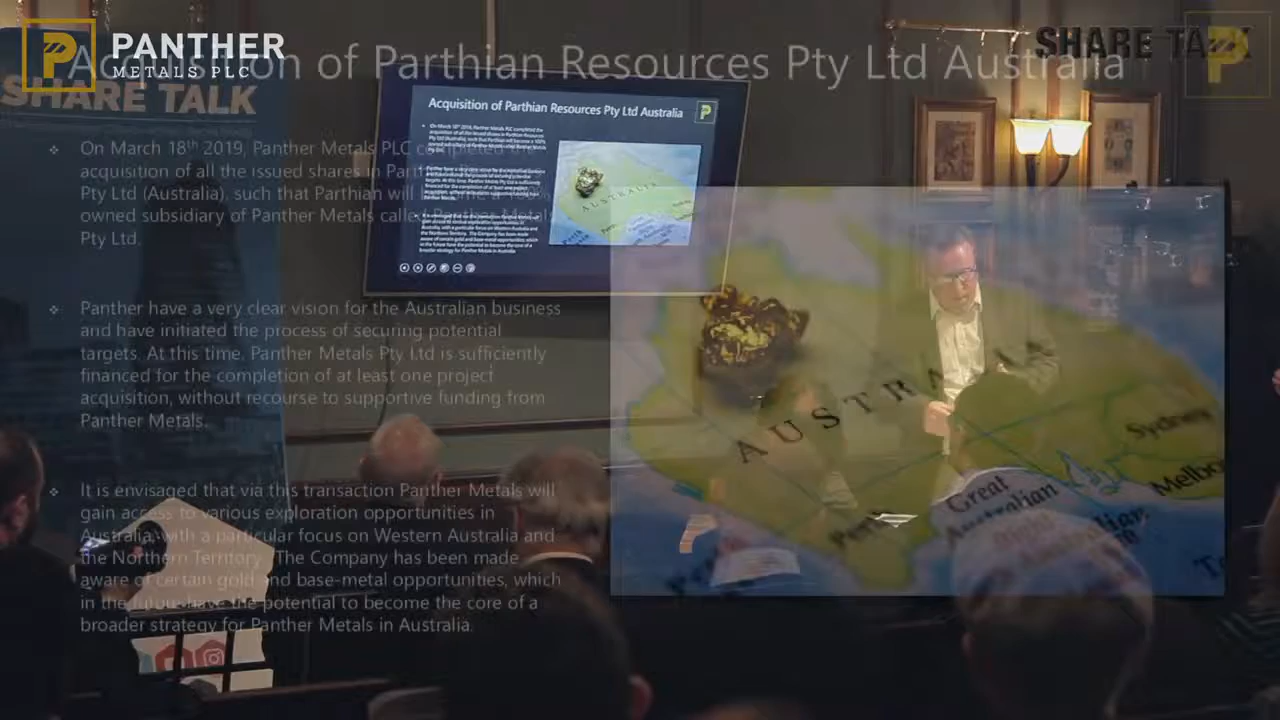 PANTHER
METALS PLC
SHARE TALK
SHARE TALK
Acquisition of Parthian Resources Pty Ltd Australia
On March 18th 2019, Panther Metals PLC completed the
acquisition of all the issued shares in
Pty Ltd (Australia), such that Parthian will
owned subsidiary of Panther Metals
Pty Ltd.
Panther have a very clear vision for the Australian business
and have initiated the process of securing potential
targets. At this time, Panther Metals Pty Ltd is sufficiently
financed for the completion of at least one project
acquisition, without recourse to supportive funding from
Panther Metals.
It is envisaged that via this transaction Panther Metals will
gain access to various exploration opportunities in
Australia, with a particular focus on Western Australia and
the Northern Territory. The Company has been made
aware of certain gold and base-metal opportunities, which
in the future have the potential to become the core of a
broader strategy for Panther Metals in Australia.
Acquisition of Parthian Resources Pty Ltd Australia
AUSTRALIA
AUSTRALIA
Sydney
Great
Australian
Perth